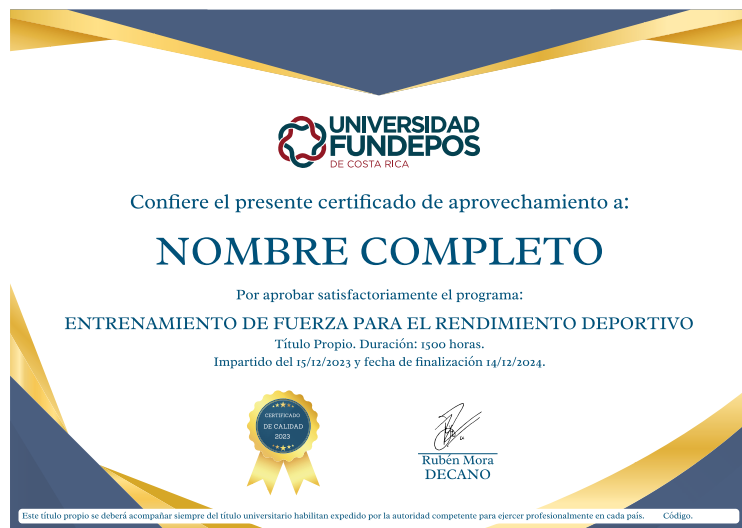 UNIVERSIDAD
FUNDEPOS
DE COSTA RICA
Confiere el presente certificado de aprovechamiento a:
NOMBRE COMPLETO
Por aprobar satisfactoriamente el programa:
ENTRENAMIENTO DE FUERZA PARA EL RENDIMIENTO DEPORTIVO
Título Propio. Duración: 1500 horas.
Impartido del 15/12/2023 y fecha de finalización 14/12/2024.
CERTIFICADO
DE CALIDAD
2023
Rubén Mora
DECANO
Este título propio se deberá acompañar siempre del título universitario habilitan expedido por la autoridad competente para ejercer profesionalmente en cada país. Código.